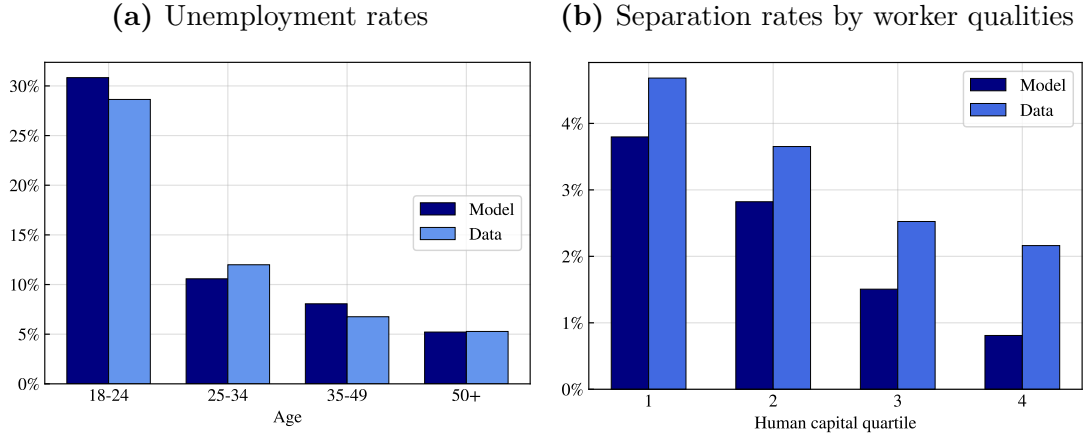 (a) Unemployment rates
30%
25%
20%
15%
10%
5%
0%
Model
Data
18-24 25-34 35-49 50+
Age
(b) Separation rates by worker qualities
4%
3%
2%
1%
0%
Model
Data
1 2 3 4
Human capital quartile